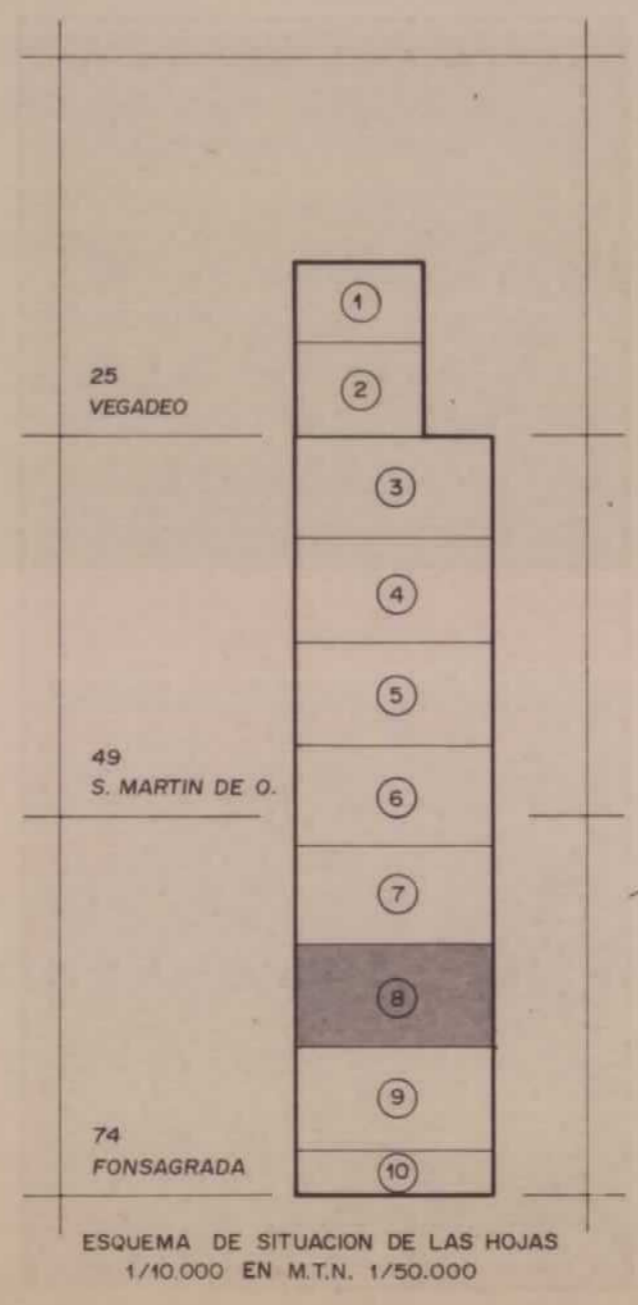 1
2
25
VEGADEO
3
4
5
49
S. MARTIN DE O.
6
7
8
9
74
FONSAGRADA
10
ESQUEMA DE SITUACION DE LAS HOJAS
1/10.000 EN M.T.N. 1/50.000